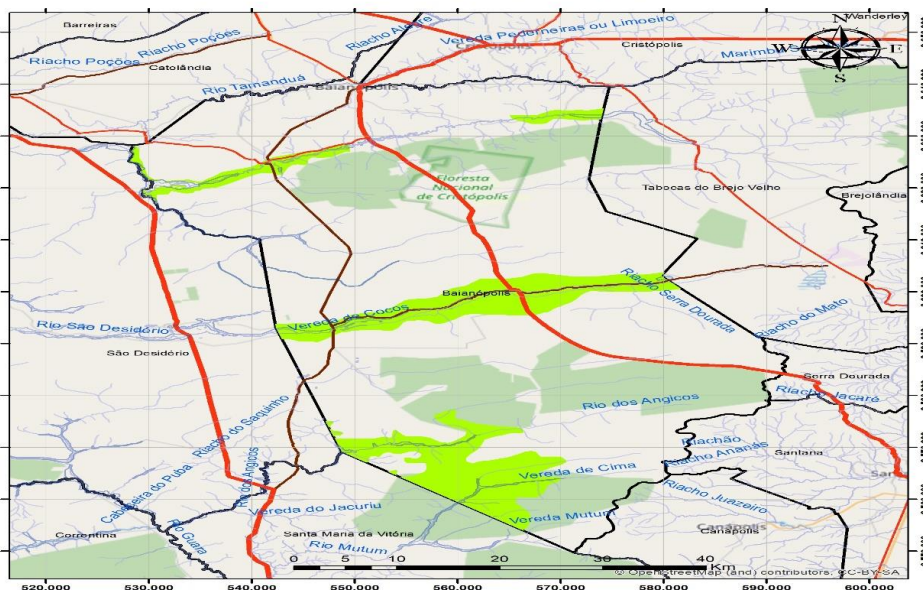 Barreiras
Riacho Poções
Riacho Poções
Catolândia
Vereda Pederneiras ou Limoeiro
Cristópolis
Cristópolis
Wanderley
N
W
E
S
Rio Tamanduá
Baianópolis
Floresta
Nacional
de Cristópolis
Tabocas do Brejo Velho
Brejolândia
Baianópolis
Riacho Serra Dourada
Vereda de Cocos
Rio São Desidério
São Desidério
Riacho do Mato
Serra Dourada
Riacho Jacaré
Rio dos Angicos
Riachão
Riacho Ananás
Santana
Riacho do Saquinho
Cabeceira do Puba
Rio dos Angicos
Vereda de Cima
Riacho Juazeiro
Vereda do Jacuriu
Vereda Mutum
Canápolis
Canápolis
Correntina
Rio Guará
Santa Maria da Vitória
Rio Mutum
0 5 10 20 30 40
Km
© OpenStreetMap (and) contributors, CC-BY-SA
520.000 530.000 540.000 550.000 560.000 570.000 580.000 590.000 600.000